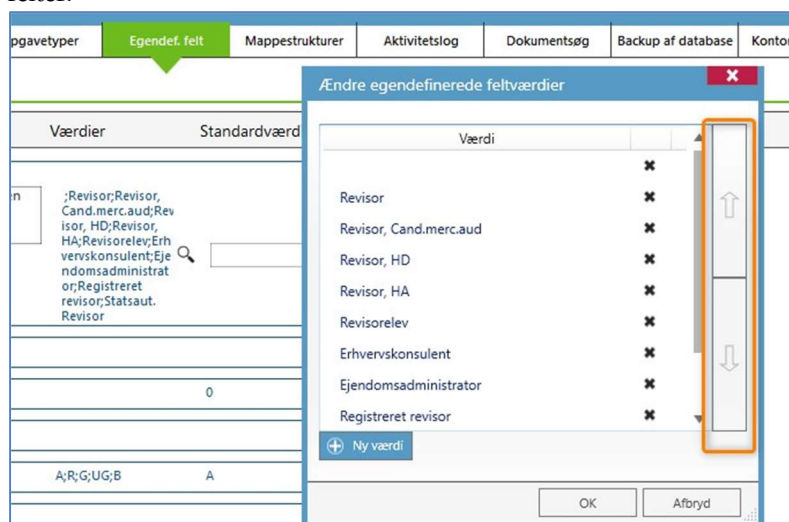 pgavetyper Egendef. felt Mappestrukturer Aktivitetslog Dokumentsøg Backup af database Kontor
Ændre egendefinerede feltværdier
Værdier Standardværd
Værdi
n
;Revisor;Revisor,
Cand.merc.aud;Rev
isor, HD;Revisor,
HA;Revisorelev;Erh
vervskonsulent;Eje
ndomsadministrat
or;Registreret
revisor;Statsaut.
Revisor
Revisor
Revisor, Cand.merc.aud
Revisor, HD
Revisor, HA
Revisorelev
Erhvervskonsulent
Ejendomsadministrator
Registreret revisor
0
Ny værdi
A;R;G;UG;B A
OK Afbryd